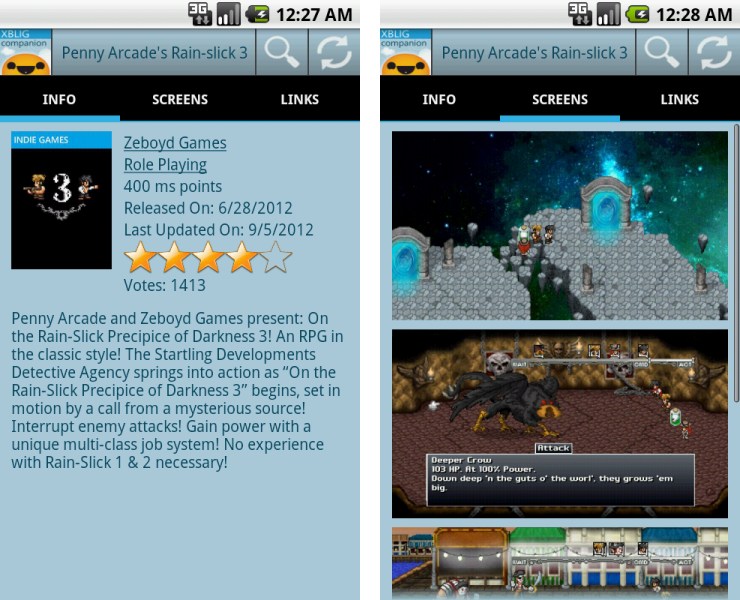 3G
12:27 AM
XBLIG
companion
Penny Arcade's Rain-slick 3
INFO
SCREENS
LINKS
INDIE GAMES
3
Zeboyd Games
Role Playing
400 ms points
Released On: 6/28/2012
Last Updated On: 9/5/2012
Votes: 1413
Penny Arcade and Zeboyd Games present: On
the Rain-Slick Precipice of Darkness 3! An RPG in
the classic style! The Startling Developments
Detective Agency springs into action as “On the
Rain-Slick Precipice of Darkness 3” begins, set in
motion by a call from a mysterious source!
Interrupt enemy attacks! Gain power with a
unique multi-class job system! No experience
with Rain-Slick 1 & 2 necessary!
3G
12:28 AM
XBLIG
companion
Penny Arcade's Rain-slick 3
INFO
SCREENS
LINKS
WAIT
CMD
ACT
Attack
Deeper Crow
103 HP. At 100% Power.
Down deep 'n the guts o' the worl', they grows 'em
big.
WAIT
CMD
ACT